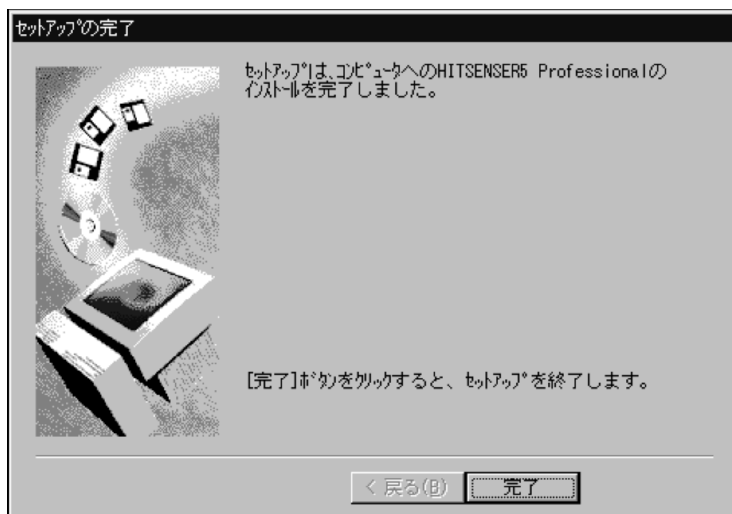 セットアップの完了
ｾｯﾄｱｯﾌﾟは、ｺﾝﾋﾟｭｰﾀへのHITSENSER5 Professionalの
ｲﾝｽﾄｰﾙを完了しました。
[完了]ﾎﾞﾀﾝをｸﾘｯｸすると、ｾｯﾄｱｯﾌﾟを終了します。
< 戻る(B)
完了